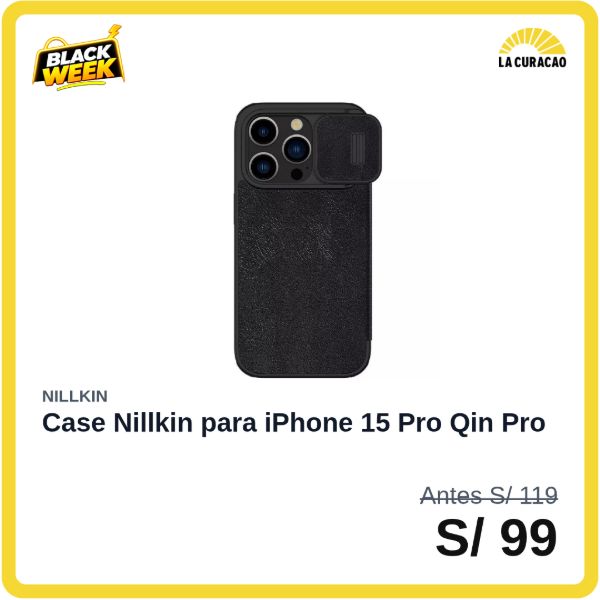 BLACK
WEEK
LA CURACAO
NILLKIN
Case Nillkin para iPhone 15 Pro Qin Pro
Antes S/ 119
S/ 99